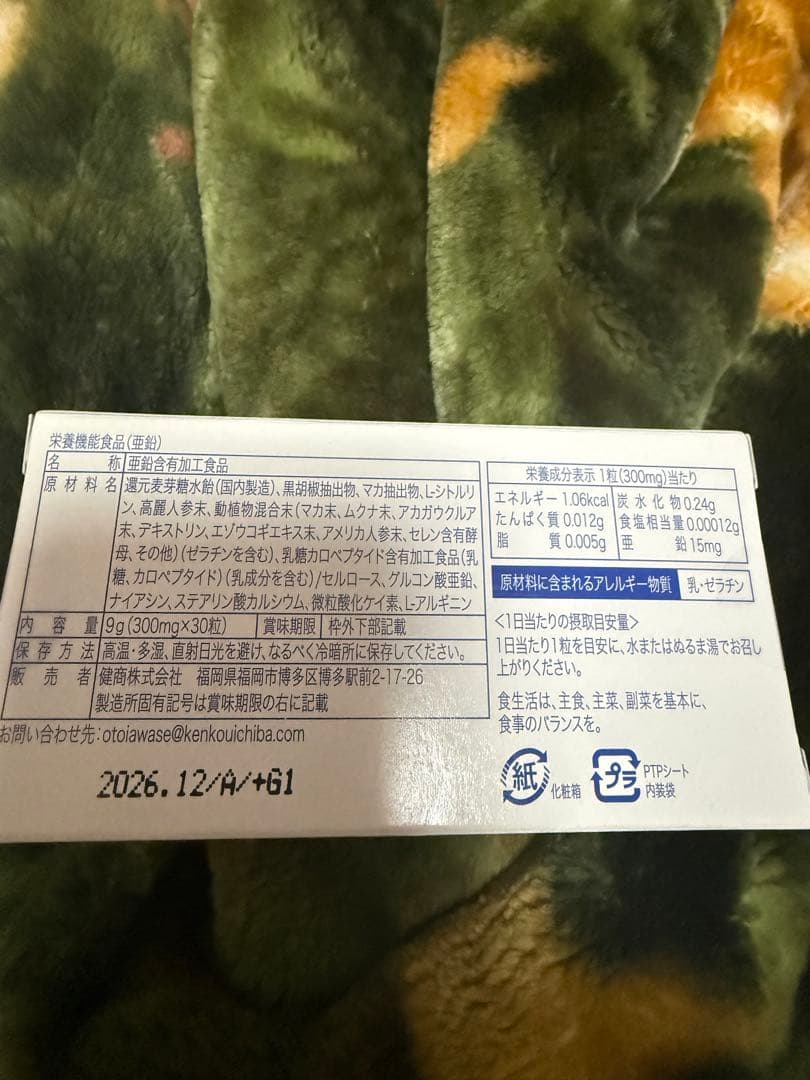 栄養機能食品(亜鉛)
名称 亜鉛含有加工食品
原材料名 還元麦芽糖水飴(国内製造)、黒胡椒抽出物、マカ抽出物、L-シトルリ
ン、高麗人参末、動植物混合末(マカ末、ムクナ末、アカガウクルア
末、デキストリン、エゾウコギエキス末、アメリカ人参末、セレン含有酵
母、その他)(ゼラチンを含む)、乳糖カロペプタイド含有加工食品(乳
糖、カロペプタイド)(乳成分を含む)/セルロース、グルコン酸亜鉛、
ナイアシン、ステアリン酸カルシウム、微粒酸化ケイ素、L-アルギニン
内容量 9g(300mg×30粒) 賞味期限 枠外下部記載
保存方法 高温・多湿、直射日光を避け、なるべく冷暗所に保存してください。
販売者 健商株式会社 福岡県福岡市博多区博多駅前2-17-26
製造所固有記号は賞味期限の右に記載
お問い合わせ先:otoiawase@kenkouichiba.com
2026.12/A/+G1
栄養成分表示 1粒(300mg)当たり
エネルギー 1.06kcal 炭水化物 0.24g
たんぱく質 0.012g 食塩相当量 0.00012g
脂質 0.005g 亜鉛 15mg
原材料に含まれるアレルギー物質 乳・ゼラチン
<1日当たりの摂取目安量>
1日当たり1粒を目安に、水またはぬるま湯でお召し
上がりください。
食生活は、主食、主菜、副菜を基本に、
食事のバランスを。
紙 化粧箱 プラ PTPシート
内装袋